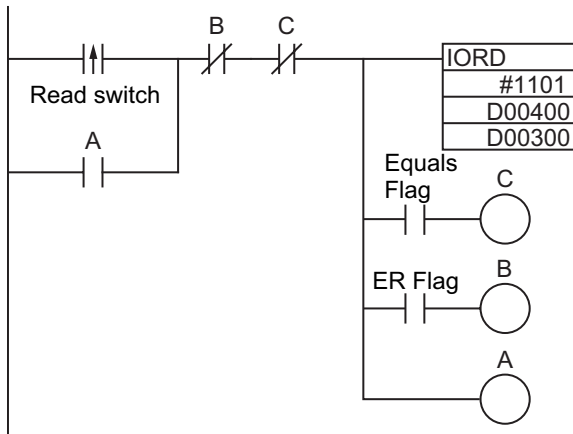 B
C
IORD
#1101
D00400
D00300
Read switch
A
Equals
Flag
C
ER Flag
B
A